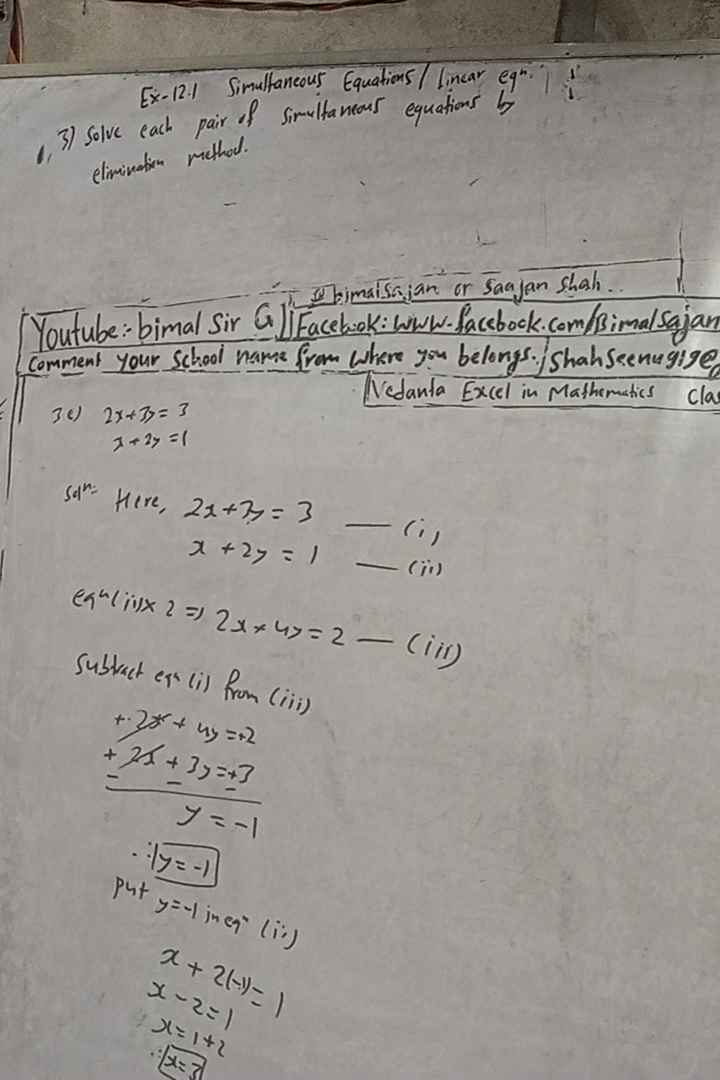 Ex-12.1 Simultaneous Equations / linear eqn.
3) Solve each pair of simultaneous equations by
elimination method.
@bimalsajan or Saajan Shah..
Youtube:- bimal Sir G Facebook: www.facebook.com/Bimalsajan
Comment your School name from where you belongs.
Vedanta Excel in Mathematics Clas
3 e) 2x+3y = 3
x+2y =1
Soln: Here, 2x+3y = 3 — (i)
x + 2y = 1 — (ii)
eqn(ii)x 2 => 2x+4y = 2 — (iii)
Subtract eqn (i) from (iii)
+ 2x + 4y =+2
+ 2x + 3y =+3
– – –
y = -1
∴ y = -1
put y=-1 in eqn (ii)
x + 2(-1) = 1
x - 2 = 1
x = 1+2
∴ x = 3